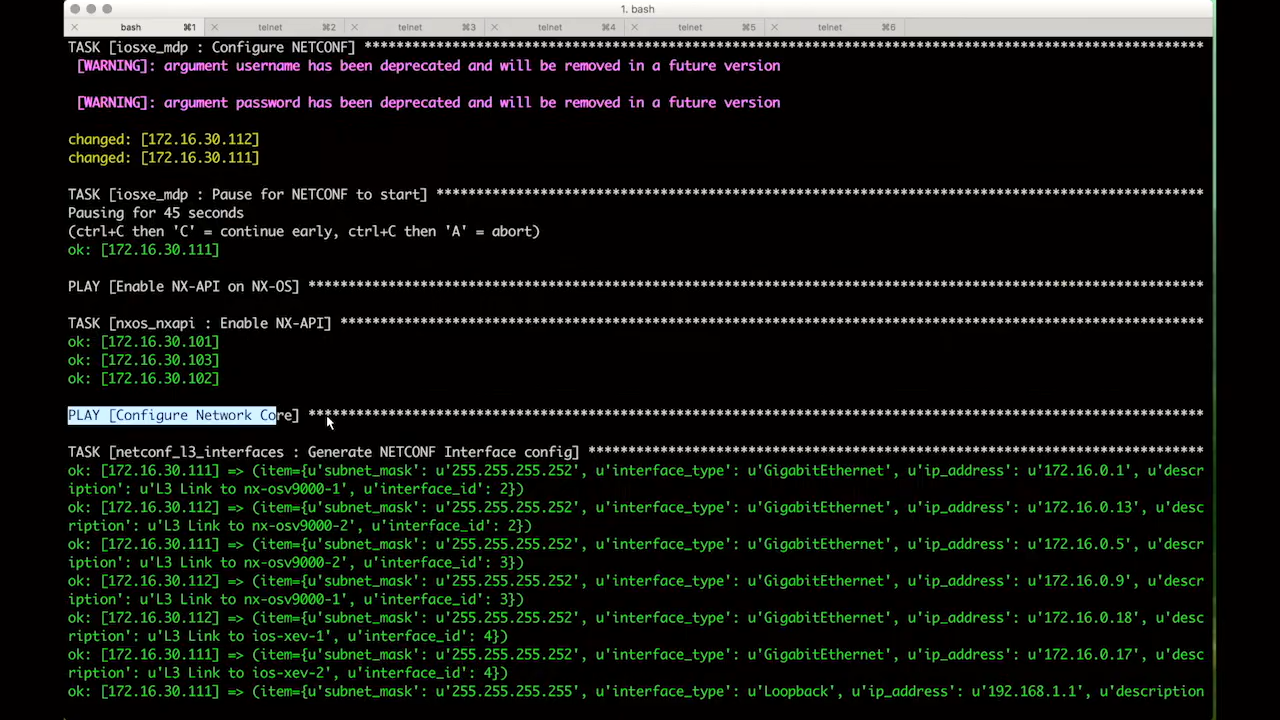 1. bash
bash ⌘1 telnet ⌘2 telnet ⌘3 telnet ⌘4 telnet ⌘5 telnet ⌘6
TASK [iosxe_mdp : Configure NETCONF] *********************************************************************************************************
[WARNING]: argument username has been deprecated and will be removed in a future version
[WARNING]: argument password has been deprecated and will be removed in a future version
changed: [172.16.30.112]
changed: [172.16.30.111]
TASK [iosxe_mdp : Pause for NETCONF to start] ************************************************************************************************
Pausing for 45 seconds
(ctrl+C then 'C' = continue early, ctrl+C then 'A' = abort)
ok: [172.16.30.111]
PLAY [Enable NX-API on NX-OS] ****************************************************************************************************************
TASK [nxos_nxapi : Enable NX-API] ************************************************************************************************************
ok: [172.16.30.101]
ok: [172.16.30.103]
ok: [172.16.30.102]
PLAY [Configure Network Core] ****************************************************************************************************************
TASK [netconf_l3_interfaces : Generate NETCONF Interface config] *****************************************************************************
ok: [172.16.30.111] => (item={u'subnet_mask': u'255.255.255.252', u'interface_type': u'GigabitEthernet', u'ip_address': u'172.16.0.1', u'descr
iption': u'L3 Link to nx-osv9000-1', u'interface_id': 2})
ok: [172.16.30.112] => (item={u'subnet_mask': u'255.255.255.252', u'interface_type': u'GigabitEthernet', u'ip_address': u'172.16.0.13', u'desc
ription': u'L3 Link to nx-osv9000-2', u'interface_id': 2})
ok: [172.16.30.111] => (item={u'subnet_mask': u'255.255.255.252', u'interface_type': u'GigabitEthernet', u'ip_address': u'172.16.0.5', u'descr
iption': u'L3 Link to nx-osv9000-2', u'interface_id': 3})
ok: [172.16.30.112] => (item={u'subnet_mask': u'255.255.255.252', u'interface_type': u'GigabitEthernet', u'ip_address': u'172.16.0.9', u'descr
iption': u'L3 Link to nx-osv9000-1', u'interface_id': 3})
ok: [172.16.30.112] => (item={u'subnet_mask': u'255.255.255.252', u'interface_type': u'GigabitEthernet', u'ip_address': u'172.16.0.18', u'desc
ription': u'L3 Link to ios-xev-1', u'interface_id': 4})
ok: [172.16.30.111] => (item={u'subnet_mask': u'255.255.255.252', u'interface_type': u'GigabitEthernet', u'ip_address': u'172.16.0.17', u'desc
ription': u'L3 Link to ios-xev-2', u'interface_id': 4})
ok: [172.16.30.111] => (item={u'subnet_mask': u'255.255.255.255', u'interface_type': u'Loopback', u'ip_address': u'192.168.1.1', u'description